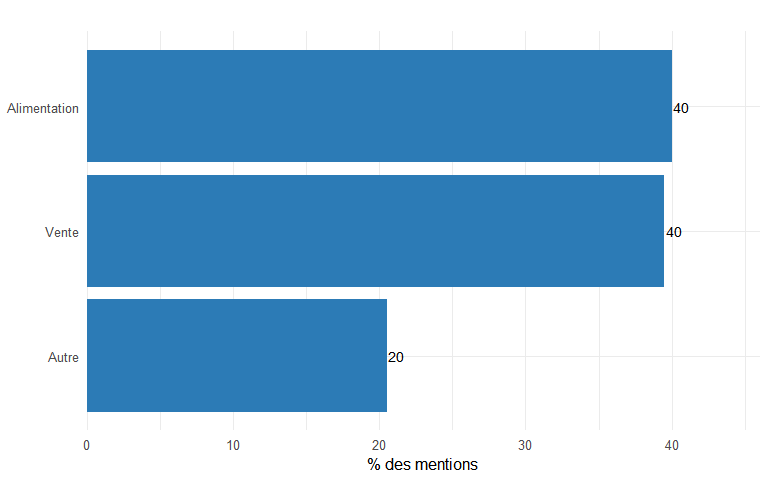 Alimentation 40
Vente 40
Autre 20
0 10 20 30 40
% des mentions